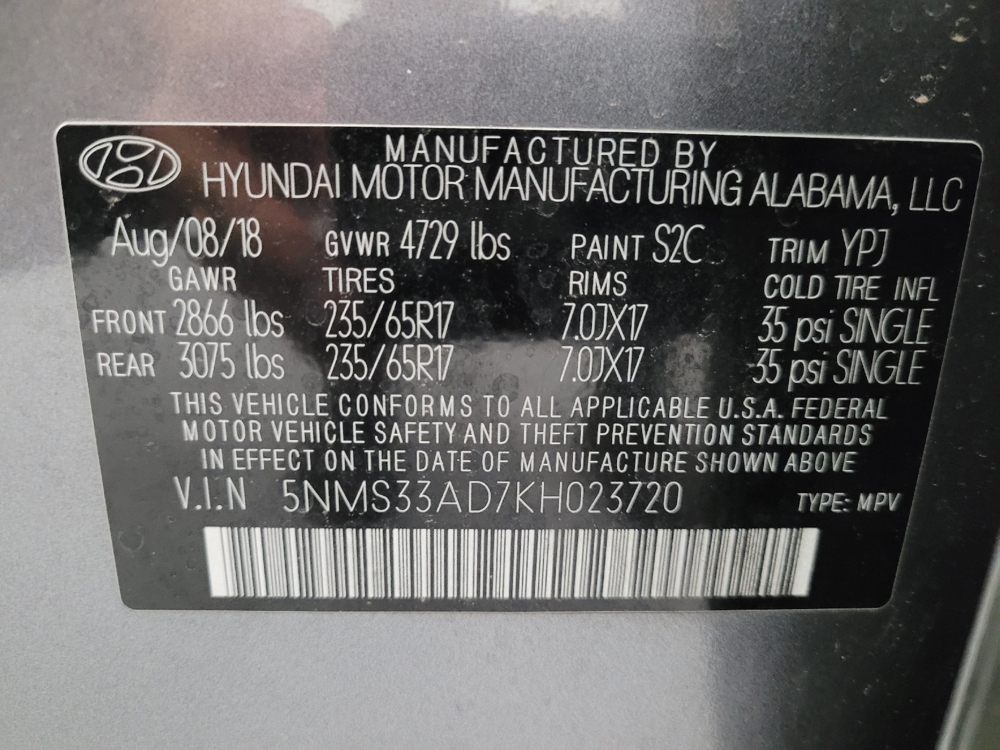 MANUFACTURED BY
HYUNDAI MOTOR MANUFACTURING ALABAMA, LLC
Aug/08/18 GVWR 4729 lbs PAINT S2C TRIM YPJ
GAWR TIRES RIMS COLD TIRE INFL
FRONT 2866 lbs 235/65R17 7.0JX17 35 psi SINGLE
REAR 3075 lbs 235/65R17 7.0JX17 35 psi SINGLE
THIS VEHICLE CONFORMS TO ALL APPLICABLE U.S.A. FEDERAL
MOTOR VEHICLE SAFETY AND THEFT PREVENTION STANDARDS
IN EFFECT ON THE DATE OF MANUFACTURE SHOWN ABOVE
V.I.N 5NMS33AD7KH023720 TYPE: MPV